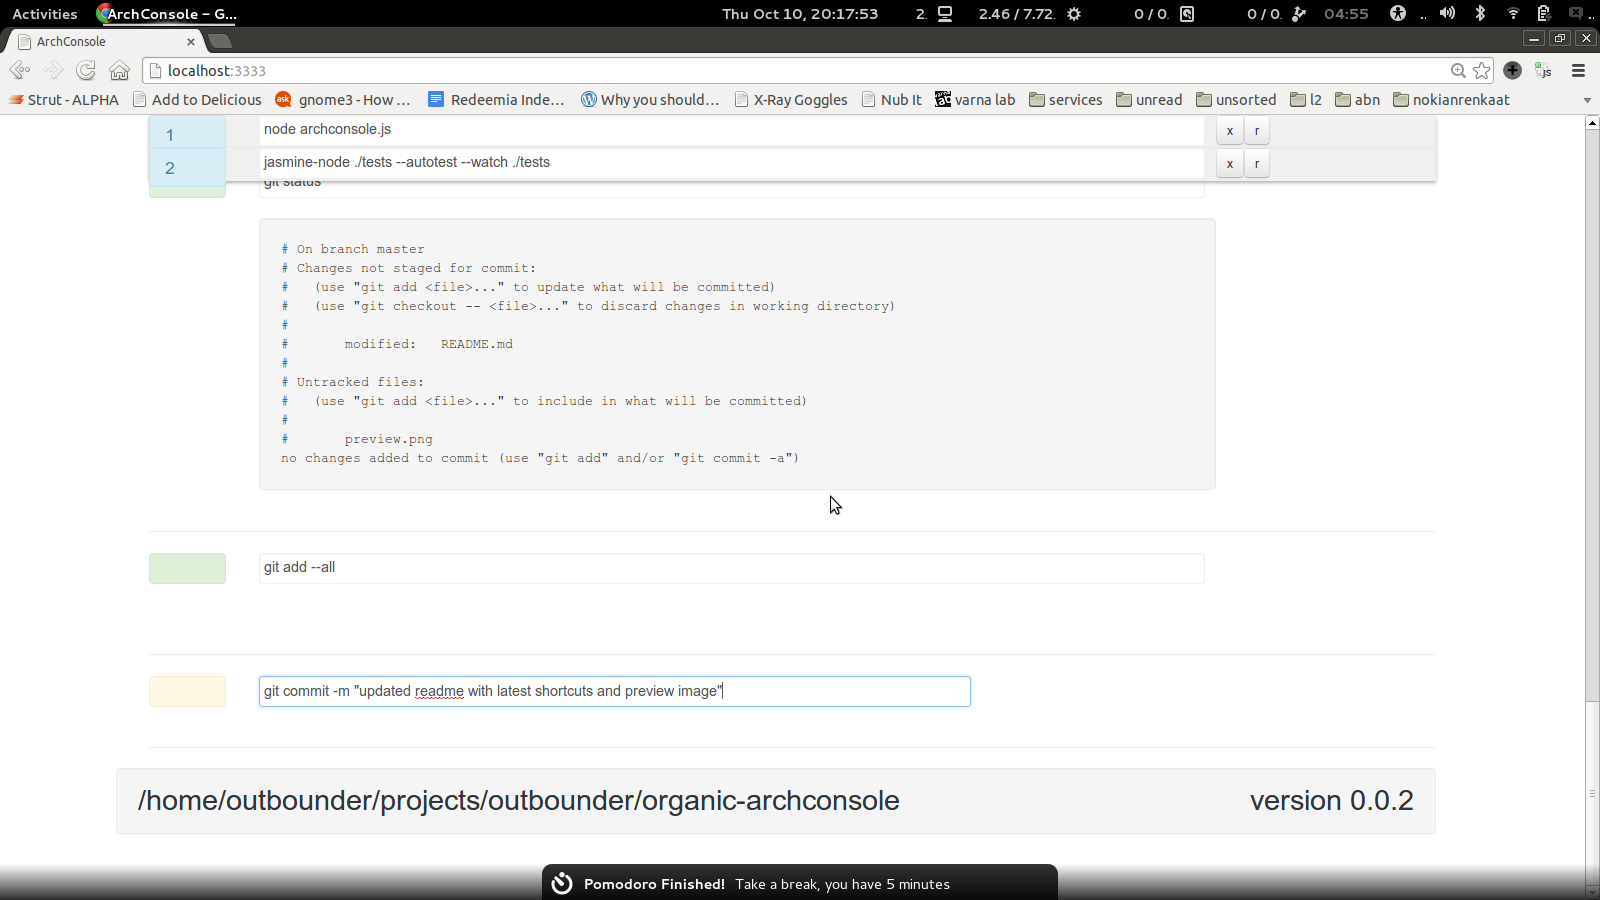 Activities ArchConsole – G... Thu Oct 10, 20:17:53 2. 2.46 / 7.72. 0 / 0. 0 / 0. 04:55 ..
ArchConsole ×
localhost:3333 JS
Strut - ALPHA Add to Delicious ask gnome3 - How ... Redeemia Inde... Why you should... X-Ray Goggles Nub It varna lab services unread unsorted l2 abn nokianrenkaat
1 node archconsole.js x r
2 jasmine-node ./tests --autotest --watch ./tests x r
git status
# On branch master
# Changes not staged for commit:
#   (use "git add <file>..." to update what will be committed)
#   (use "git checkout -- <file>..." to discard changes in working directory)
#
#       modified:   README.md
#
# Untracked files:
#   (use "git add <file>..." to include in what will be committed)
#
#       preview.png
no changes added to commit (use "git add" and/or "git commit -a")
git add --all
git commit -m "updated readme with latest shortcuts and preview image"
/home/outbounder/projects/outbounder/organic-archconsole version 0.0.2
Pomodoro Finished! Take a break, you have 5 minutes